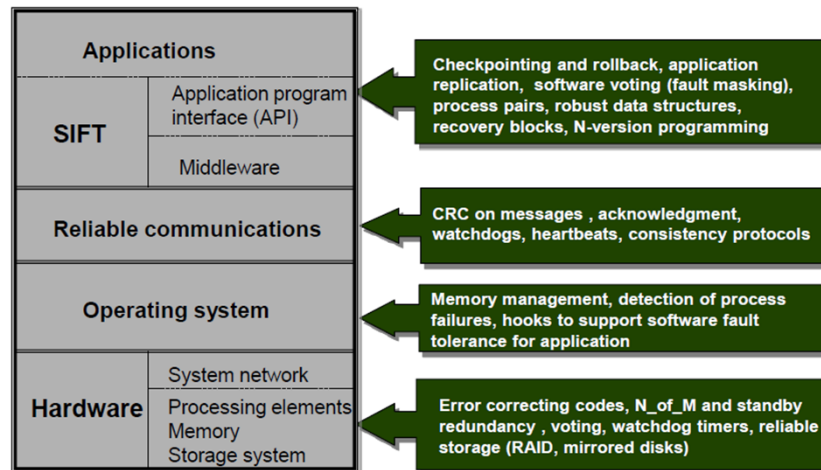 Applications
SIFT
Application program
interface (API)
Middleware
Checkpointing and rollback, application
replication, software voting (fault masking),
process pairs, robust data structures,
recovery blocks, N-version programming
Reliable communications
CRC on messages , acknowledgment,
watchdogs, heartbeats, consistency protocols
Operating system
Memory management, detection of process
failures, hooks to support software fault
tolerance for application
Hardware
System network
Processing elements
Memory
Storage system
Error correcting codes, N_of_M and standby
redundancy , voting, watchdog timers, reliable
storage (RAID, mirrored disks)